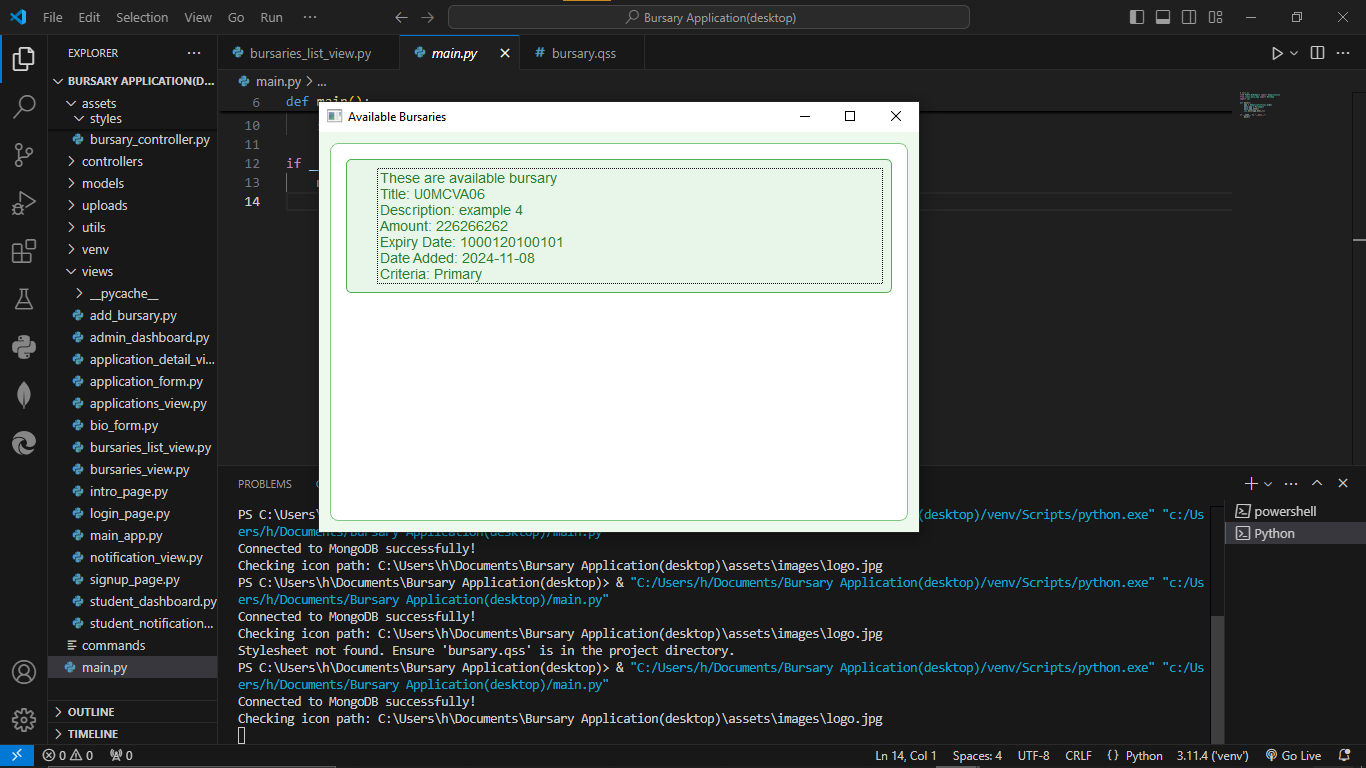 File Edit Selection View Go Run ···
Bursary Application(desktop)
EXPLORER
BURSARY APPLICATION(D...
assets
styles
bursary_controller.py
controllers
models
uploads
utils
venv
views
__pycache__
add_bursary.py
admin_dashboard.py
application_detail_vi...
application_form.py
applications_view.py
bio_form.py
bursaries_list_view.py
bursaries_view.py
intro_page.py
login_page.py
main_app.py
notification_view.py
signup_page.py
student_dashboard.py
student_notification...
commands
main.py
OUTLINE
TIMELINE
bursaries_list_view.py main.py # bursary.qss
main.py > ...
6 def main():
10
11
12 if
13
14
Available Bursaries
These are available bursary
Title: U0MCVA06
Description: example 4
Amount: 226266262
Expiry Date: 1000120100101
Date Added: 2024-11-08
Criteria: Primary
PROBLEMS
powershell
Python
PS C:\Users\ (desktop)/venv/Scripts/python.exe" "c:/Us
ers/h/Documents/Bursary Application(desktop)/main.py"
Connected to MongoDB successfully!
Checking icon path: C:\Users\h\Documents\Bursary Application(desktop)\assets\images\logo.jpg
PS C:\Users\h\Documents\Bursary Application(desktop)> & "C:/Users/h/Documents/Bursary Application(desktop)/venv/Scripts/python.exe" "c:/Us
ers/h/Documents/Bursary Application(desktop)/main.py"
Connected to MongoDB successfully!
Checking icon path: C:\Users\h\Documents\Bursary Application(desktop)\assets\images\logo.jpg
Stylesheet not found. Ensure 'bursary.qss' is in the project directory.
PS C:\Users\h\Documents\Bursary Application(desktop)> & "C:/Users/h/Documents/Bursary Application(desktop)/venv/Scripts/python.exe" "c:/Us
ers/h/Documents/Bursary Application(desktop)/main.py"
Connected to MongoDB successfully!
Checking icon path: C:\Users\h\Documents\Bursary Application(desktop)\assets\images\logo.jpg
0 0 0 Ln 14, Col 1 Spaces: 4 UTF-8 CRLF {} Python 3.11.4 ('venv') Go Live